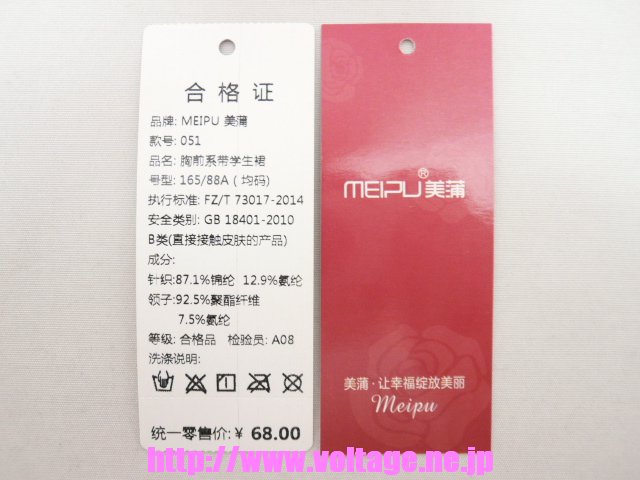 合格证
品牌: MEIPU 美蒲
款号: 051
品名: 胸前系带学生裙
号型: 165/88A ( 均码)
执行标准: FZ/T 73017-2014
安全类别: GB 18401-2010
B类(直接接触皮肤的产品)
成分:
针织:87.1%锦纶 12.9%氨纶
领子:92.5%聚酯纤维
7.5%氨纶
等级: 合格品 检验员: A08
洗涤说明:
统一零售价:¥ 68.00
MEIPU®美蒲
美蒲·让幸福绽放美丽
Meipu
http://www.voltage.ne.jp